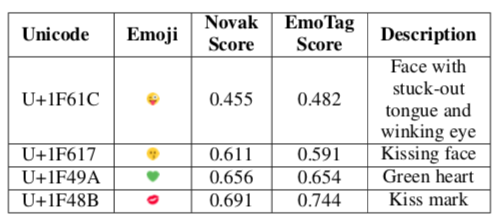 Unicode Emoji Novak Score EmoTag Score Description
U+1F61C 😜 0.455 0.482 Face with stuck-out tongue and winking eye
U+1F617 😗 0.611 0.591 Kissing face
U+1F49A 💚 0.656 0.654 Green heart
U+1F48B 💋 0.691 0.744 Kiss mark